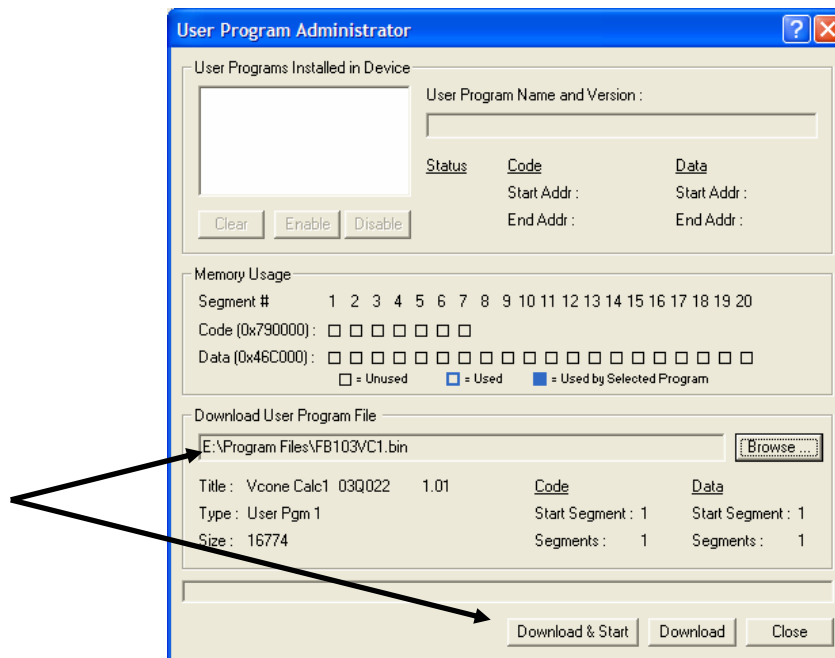 User Program Administrator
User Programs Installed in Device
User Program Name and Version :
Status Code Data
Start Addr : Start Addr :
End Addr : End Addr :
Clear Enable Disable
Memory Usage
Segment # 1 2 3 4 5 6 7 8 9 10 11 12 13 14 15 16 17 18 19 20
Code (0x790000) :
Data (0x46C000) :
= Unused = Used = Used by Selected Program
Download User Program File
E:\Program Files\FB103VC1.bin Browse ...
Title : Vcone Calc1 03Q022 1.01 Code Data
Type : User Pgm 1 Start Segment : 1 Start Segment : 1
Size : 16774 Segments : 1 Segments : 1
Download & Start Download Close